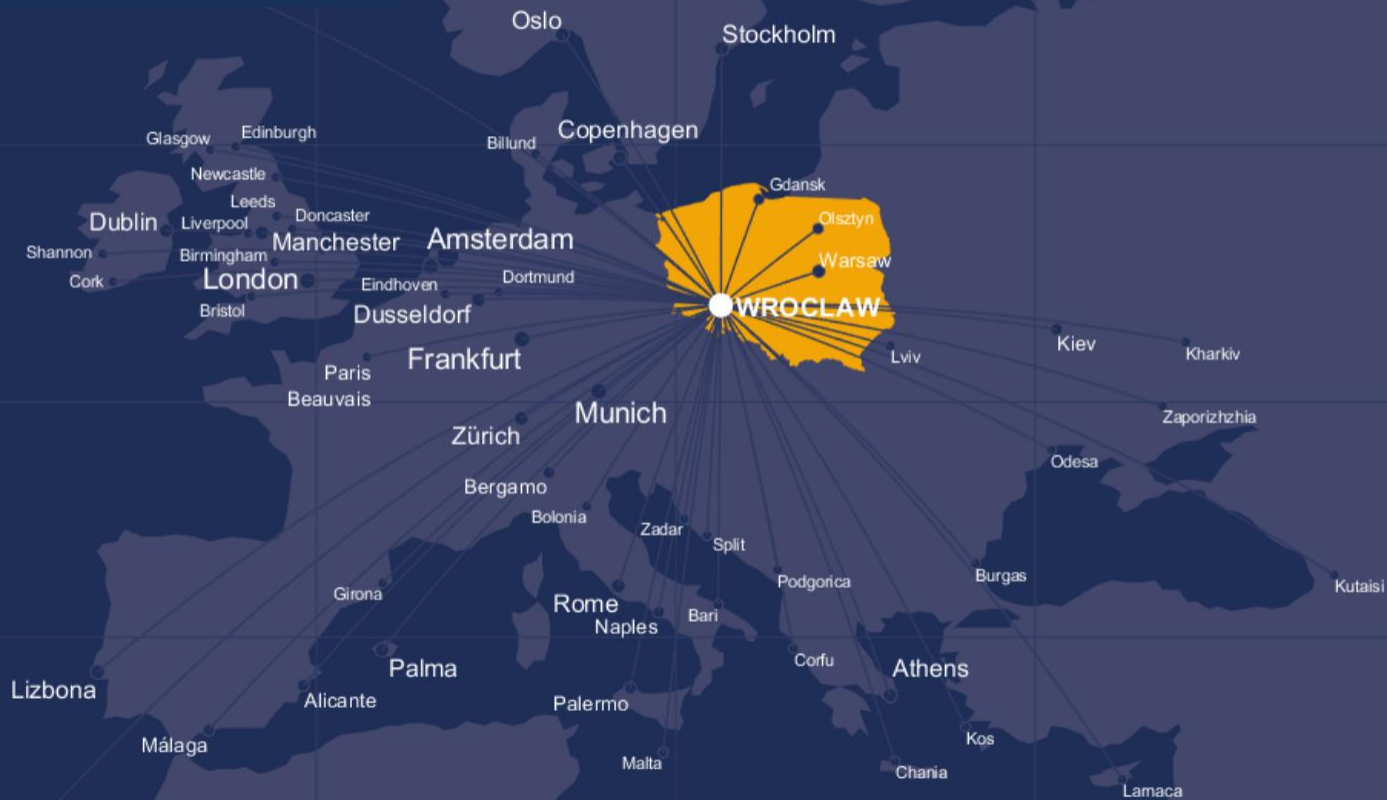 Oslo
Stockholm
Copenhagen
Edinburgh
Glasgow
Billund
Newcastle
Gdansk
Leeds
Doncaster
Olsztyn
Dublin
Liverpool
Manchester
Amsterdam
Shannon
Birmingham
Warsaw
Cork
London
Eindhoven
Dortmund
Bristol
Dusseldorf
WROCLAW
Kiev
Kharkiv
Lviv
Frankfurt
Paris
Beauvais
Munich
Zaporizhzhia
Zürich
Odesa
Bergamo
Bolonia
Zadar
Split
Burgas
Podgorica
Kutaisi
Girona
Rome
Bari
Naples
Corfu
Athens
Palma
Lizbona
Alicante
Palermo
Málaga
Kos
Malta
Chania
Larnaca